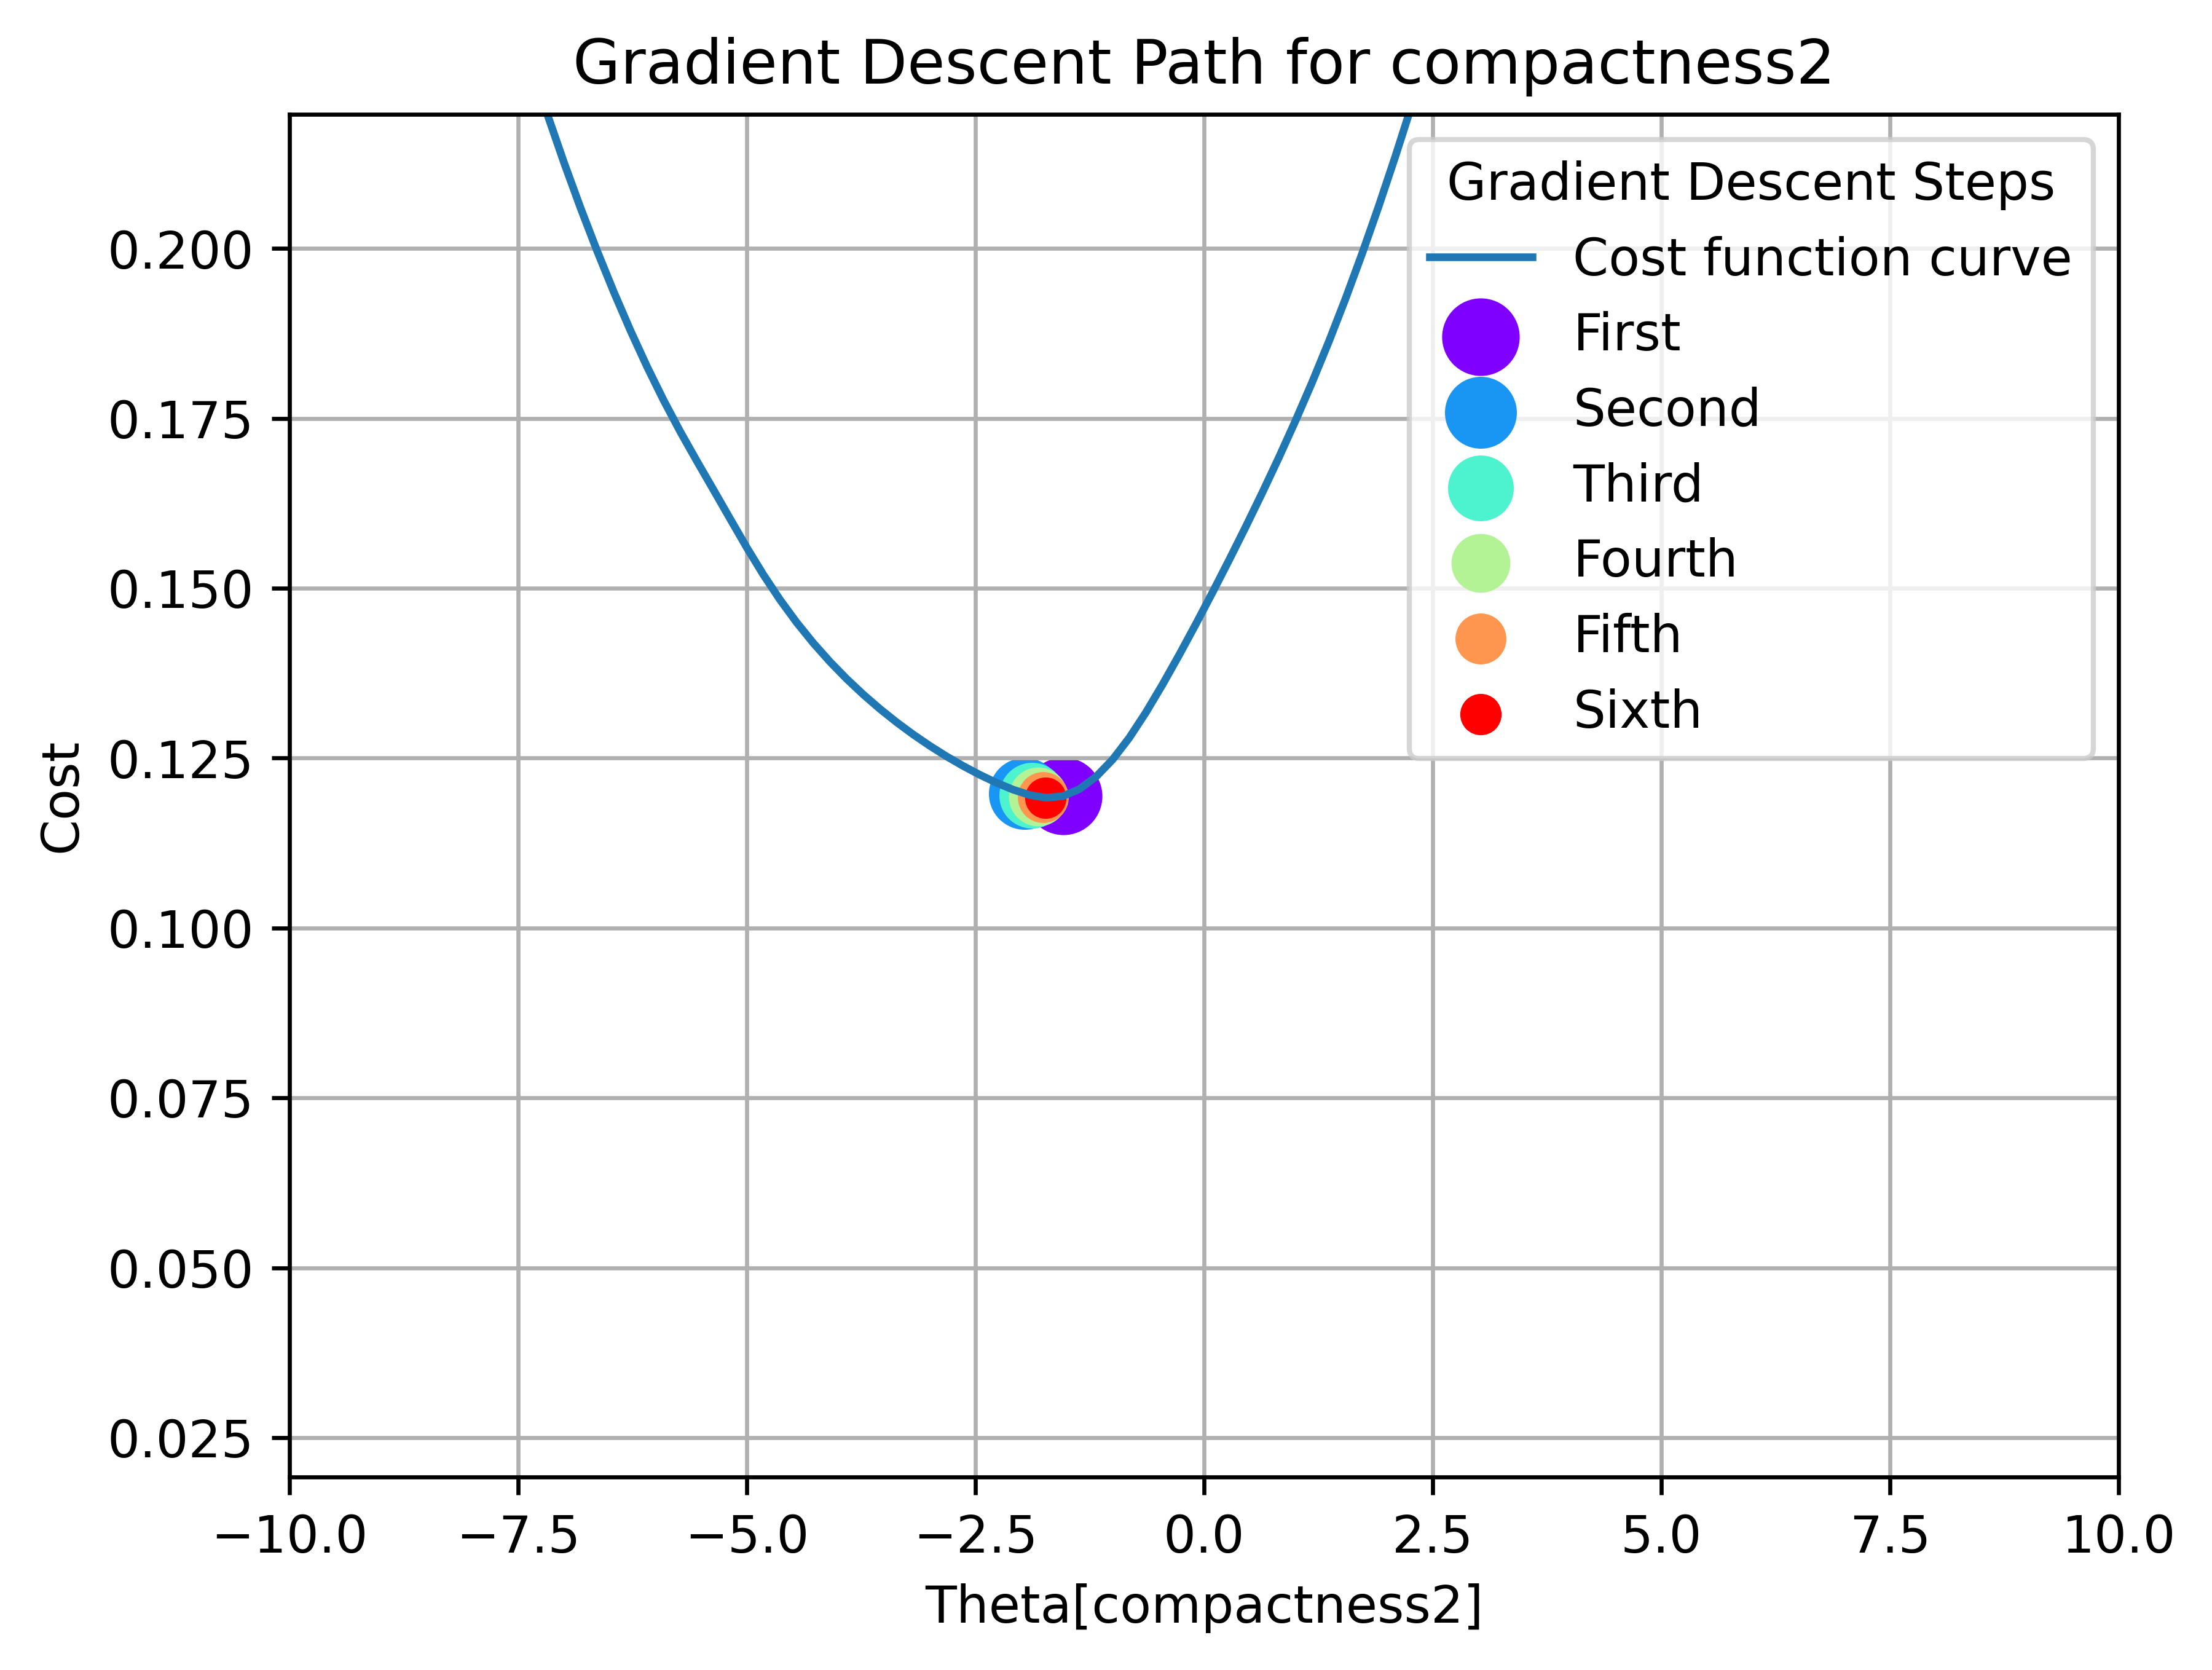 Gradient Descent Path for compactness2
Gradient Descent Steps
Cost function curve
First
Second
Third
Fourth
Fifth
Sixth
0.200
0.175
0.150
0.125
0.100
0.075
0.050
0.025
Cost
−10.0 −7.5 −5.0 −2.5 0.0 2.5 5.0 7.5 10.0
Theta[compactness2]